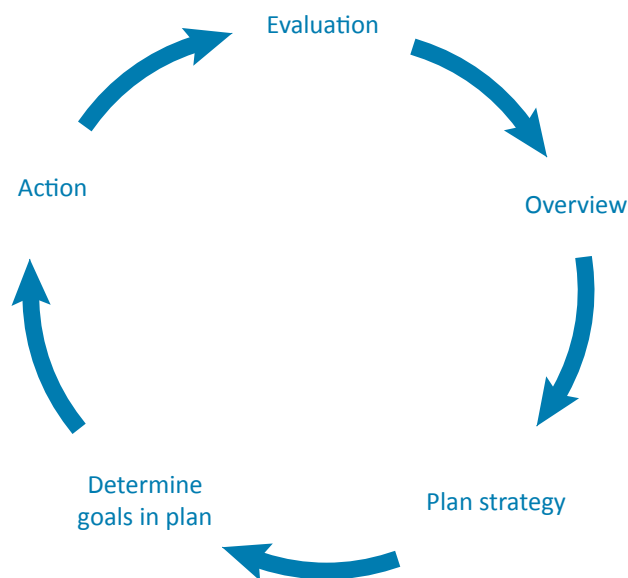 Evaluation
Overview
Plan strategy
Determine
goals in plan
Action